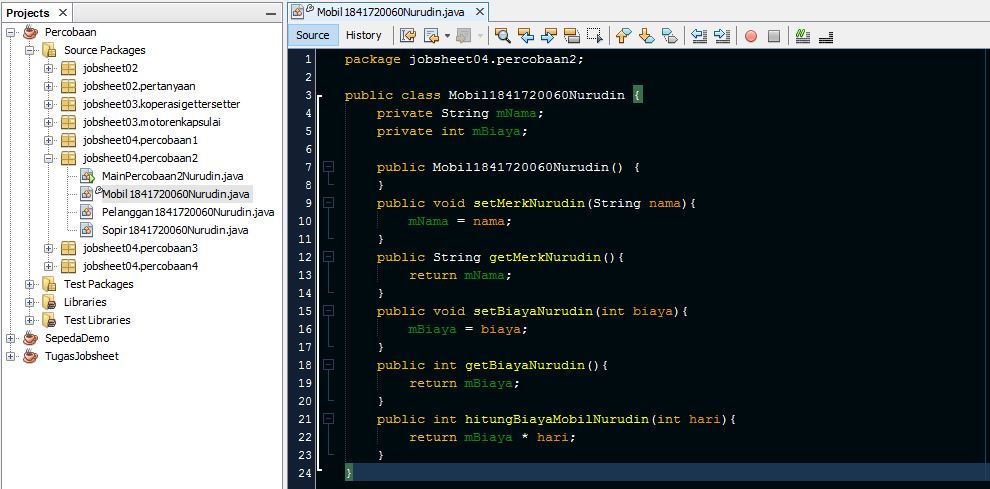 Projects
Percobaan
Source Packages
jobsheet02
jobsheet02.pertanyaan
jobsheet03.koperasigettersetter
jobsheet03.motorenkapsulai
jobsheet04.percobaan1
jobsheet04.percobaan2
MainPercobaan2Nurudin.java
Mobil1841720060Nurudin.java
Pelanggan1841720060Nurudin.java
Sopir1841720060Nurudin.java
jobsheet04.percobaan3
jobsheet04.percobaan4
Test Packages
Libraries
Test Libraries
SepedaDemo
TugasJobsheet
Mobil1841720060Nurudin.java
Source History
1 package jobsheet04.percobaan2;
2
3 public class Mobil1841720060Nurudin {
4 private String mNama;
5 private int mBiaya;
6
7 public Mobil1841720060Nurudin() {
8 }
9 public void setMerkNurudin(String nama){
10 mNama = nama;
11 }
12 public String getMerkNurudin(){
13 return mNama;
14 }
15 public void setBiayaNurudin(int biaya){
16 mBiaya = biaya;
17 }
18 public int getBiayaNurudin(){
19 return mBiaya;
20 }
21 public int hitungBiayaMobilNurudin(int hari){
22 return mBiaya * hari;
23 }
24 }